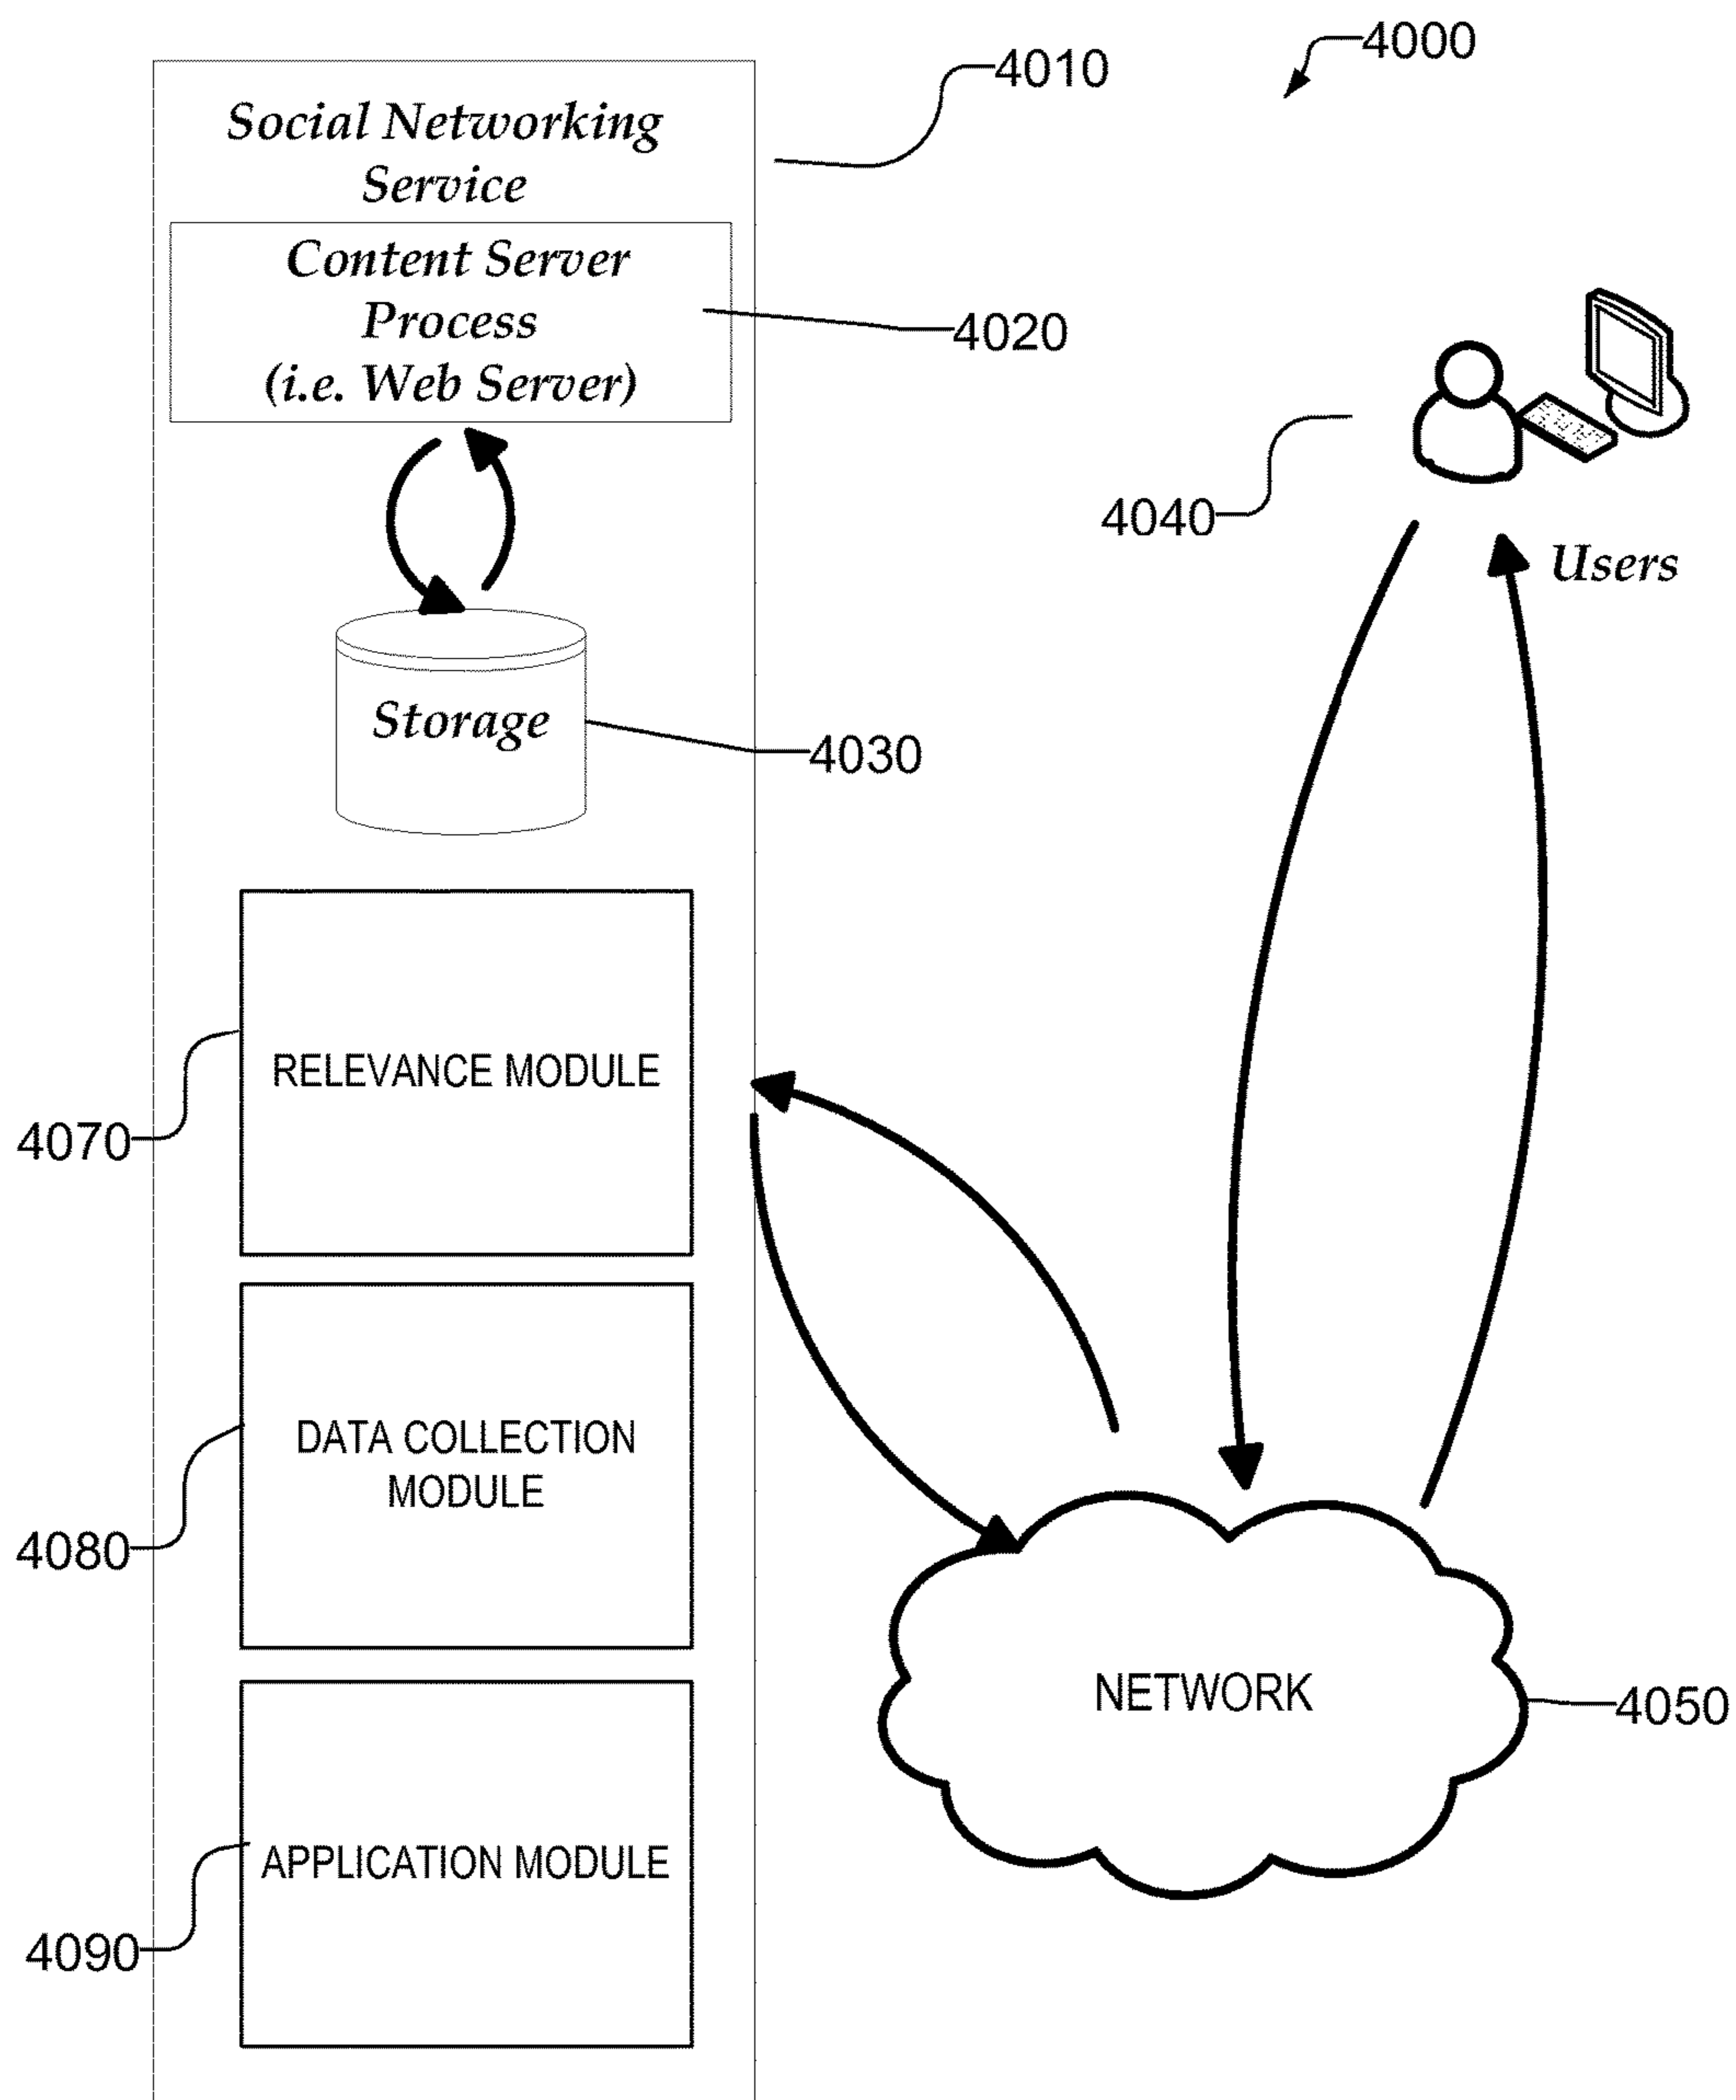 4000
4010
Social Networking
Service
Content Server
Process
(i.e. Web Server)
4020
4040
Users
Storage
4030
RELEVANCE MODULE
4070
DATA COLLECTION
MODULE
4080
NETWORK
4050
APPLICATION MODULE
4090